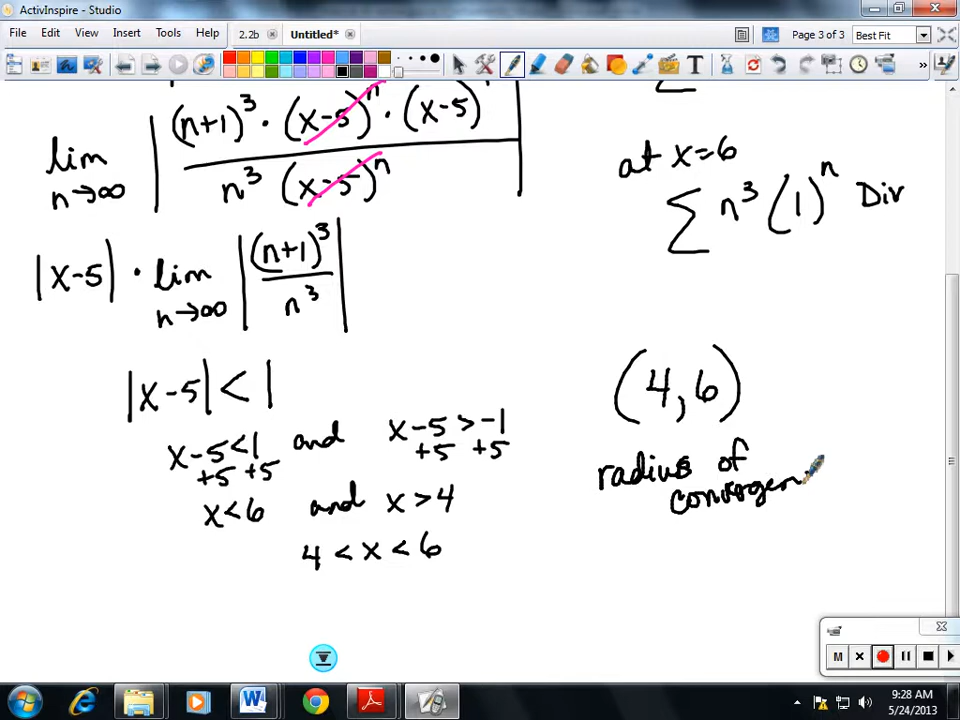 ActivInspire - Studio
File Edit View Insert Tools Help
2.2b Untitled*
Page 3 of 3 Best Fit
lim n→∞ | (n+1)³ · (x-5)ⁿ · (x-5) / n³ (x-5)ⁿ |
|x-5| · lim n→∞ | (n+1)³ / n³ |
|x-5| < 1
x-5<1 and x-5>-1
+5 +5 +5 +5
x<6 and x>4
4 < x < 6
at x=6
∑ n³ (1)ⁿ Div
(4,6)
radius of
convergen
M
9:28 AM
5/24/2013